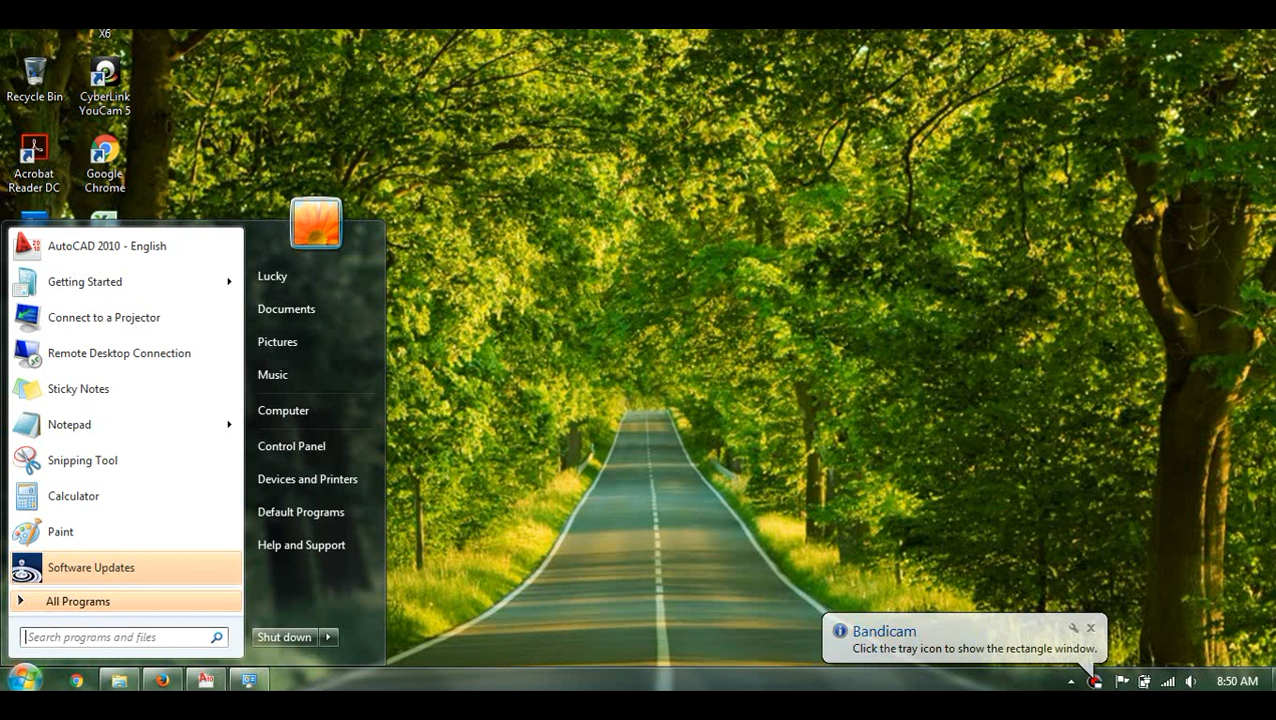 X6
Recycle Bin
CyberLink
YouCam 5
Acrobat
Reader DC
Google
Chrome
AutoCAD 2010 - English
Getting Started
Connect to a Projector
Remote Desktop Connection
Sticky Notes
Notepad
Snipping Tool
Calculator
Paint
Software Updates
All Programs
Search programs and files
Lucky
Documents
Pictures
Music
Computer
Control Panel
Devices and Printers
Default Programs
Help and Support
Shut down
Bandicam
Click the tray icon to show the rectangle window.
8:50 AM